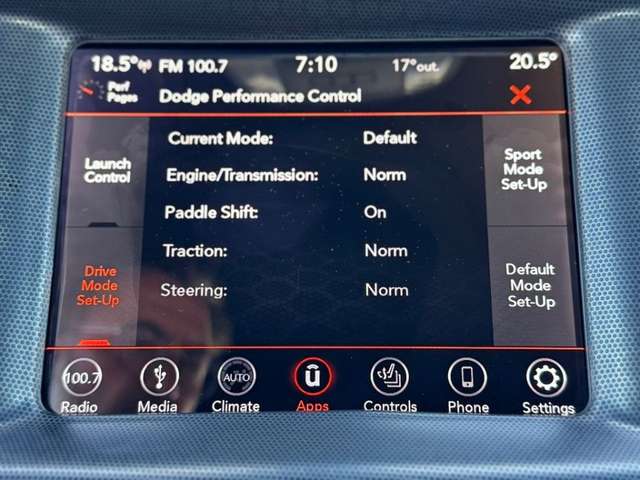 18.5° FM 100.7 7:10 17°out. 20.5°
Perf
Pages
Dodge Performance Control
Launch
Control
Current Mode: Default
Engine/Transmission: Norm
Paddle Shift: On
Traction: Norm
Steering: Norm
Sport
Mode
Set-Up
Drive
Mode
Set-Up
Default
Mode
Set-Up
100.7
AUTO
ū
Radio Media Climate Apps Controls Phone Settings